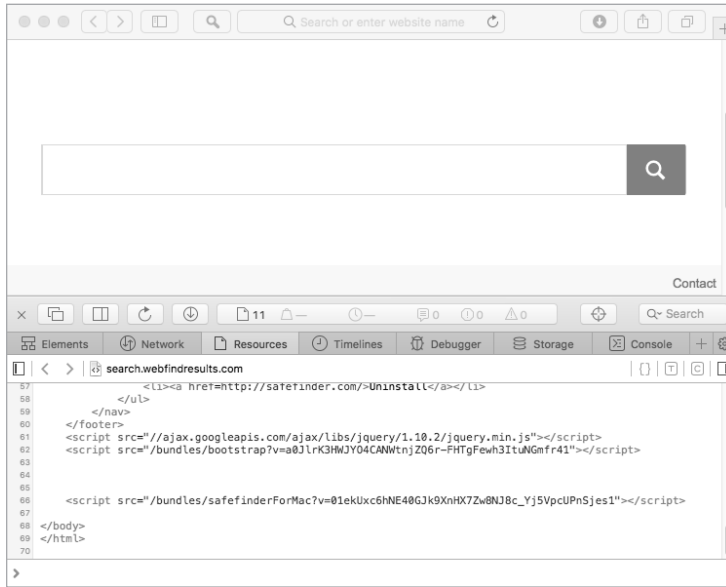 Search or enter website name
Contact
11 — — 0 0 0 Search
Elements Network Resources Timelines Debugger Storage Console
search.webfindresults.com {} T C
57 <li><a href=http://safefinder.com/>Uninstall</a></li>
58 </ul>
59 </nav>
60 </footer>
61 <script src="//ajax.googleapis.com/ajax/libs/jquery/1.10.2/jquery.min.js"></script>
62 <script src="/bundles/bootstrap?v=a0JlrK3HWJYO4CANWtnjZQ6r-FHTgFewh3ItuNGmfr41"></script>
63
64
65
66 <script src="/bundles/safefinderForMac?v=01ekUxc6hNE40GJk9XnHX7Zw8NJ8c_Yj5VpcUPnSjes1"></script>
67
68 </body>
69 </html>
70